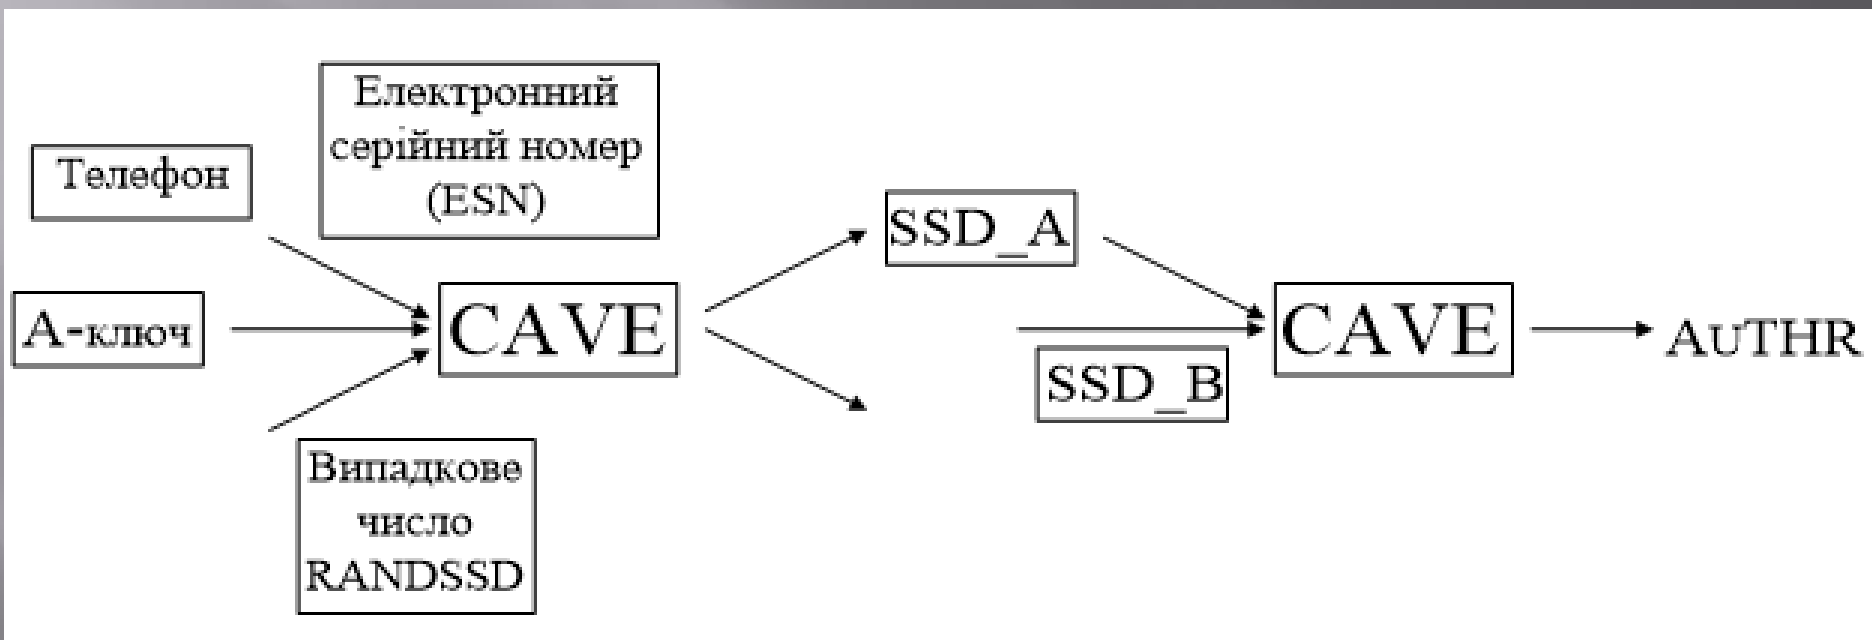 Телефон
Електронний
серійний номер
(ESN)
А-ключ
CAVE
Випадкове
число
RANDSSD
SSD_A
SSD_B
CAVE
AUTHR